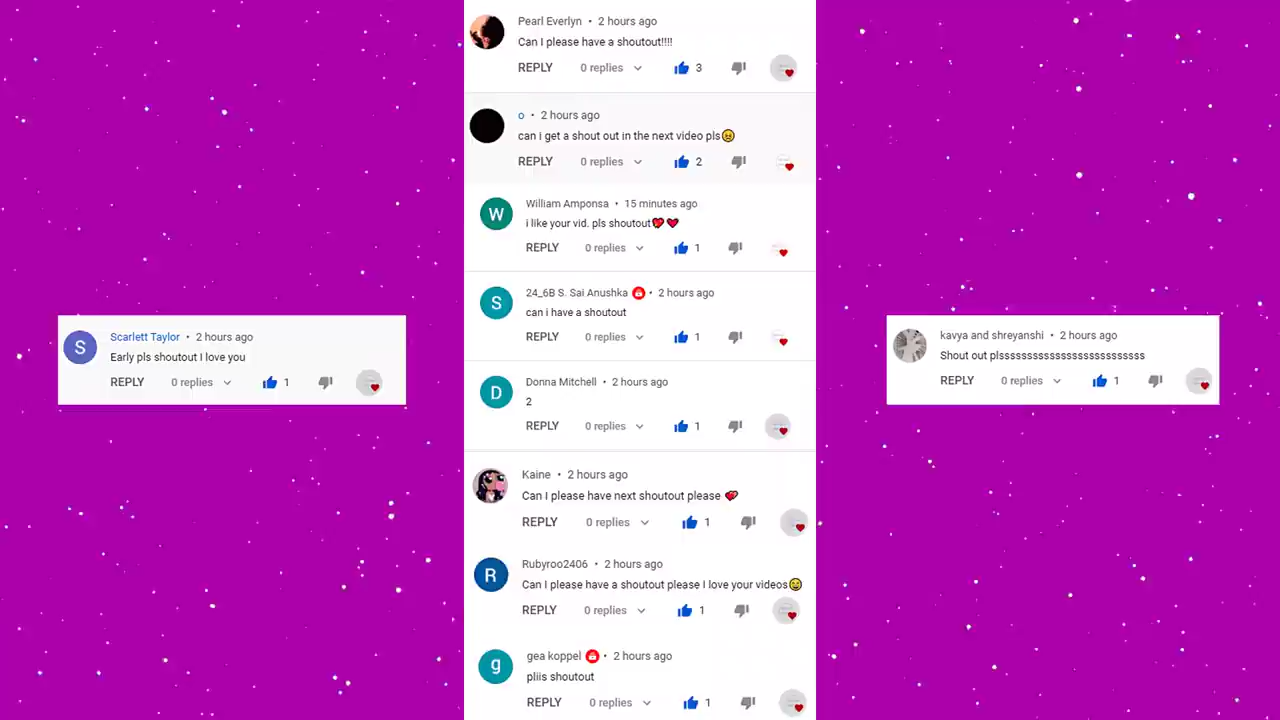 Pearl Everlyn • 2 hours ago
Can I please have a shoutout!!!!
REPLY 0 replies 3
o • 2 hours ago
can i get a shout out in the next video pls😖
REPLY 0 replies 2
W
William Amponsa • 15 minutes ago
i like your vid. pls shoutout💖💗
REPLY 0 replies 1
S
24_6B S. Sai Anushka • 2 hours ago
can i have a shoutout
REPLY 0 replies 1
D
Donna Mitchell • 2 hours ago
2
REPLY 0 replies 1
Kaine • 2 hours ago
Can I please have next shoutout please 💞
REPLY 0 replies 1
R
Rubyroo2406 • 2 hours ago
Can I please have a shoutout please I love your videos😅
REPLY 0 replies 1
g
gea koppel • 2 hours ago
pliis shoutout
REPLY 0 replies 1
S
Scarlett Taylor • 2 hours ago
Early pls shoutout I love you
REPLY 0 replies 1
kavya and shreyanshi • 2 hours ago
Shout out plsssssssssssssssssssssssssss
REPLY 0 replies 1